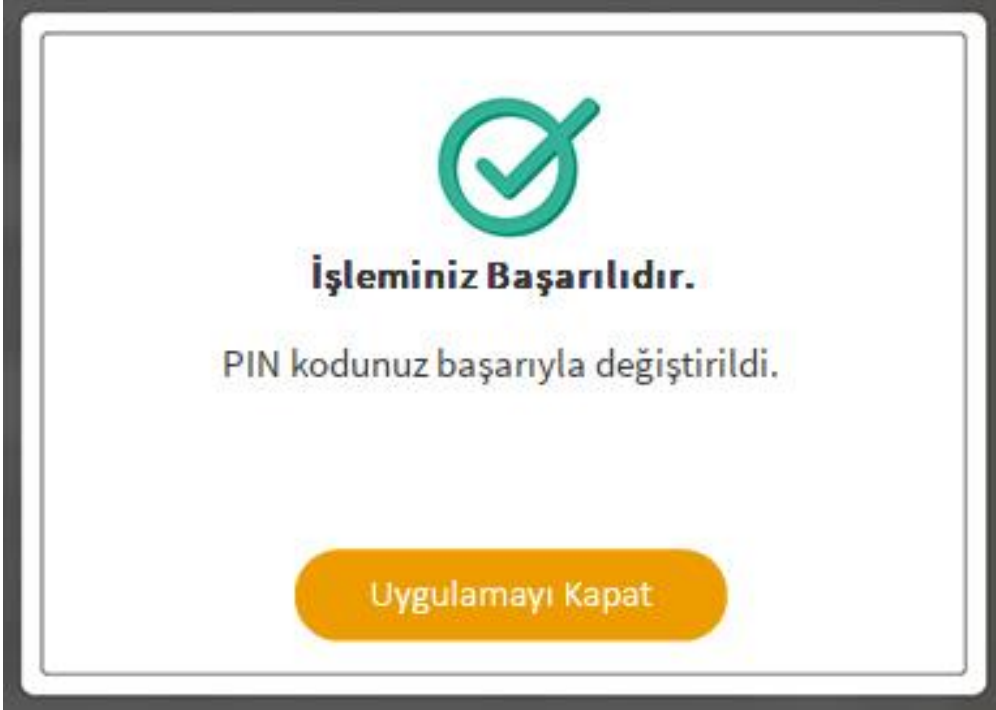 İşleminiz Başarılıdır.
PIN kodunuz başarıyla değiştirildi.
Uygulamayı Kapat